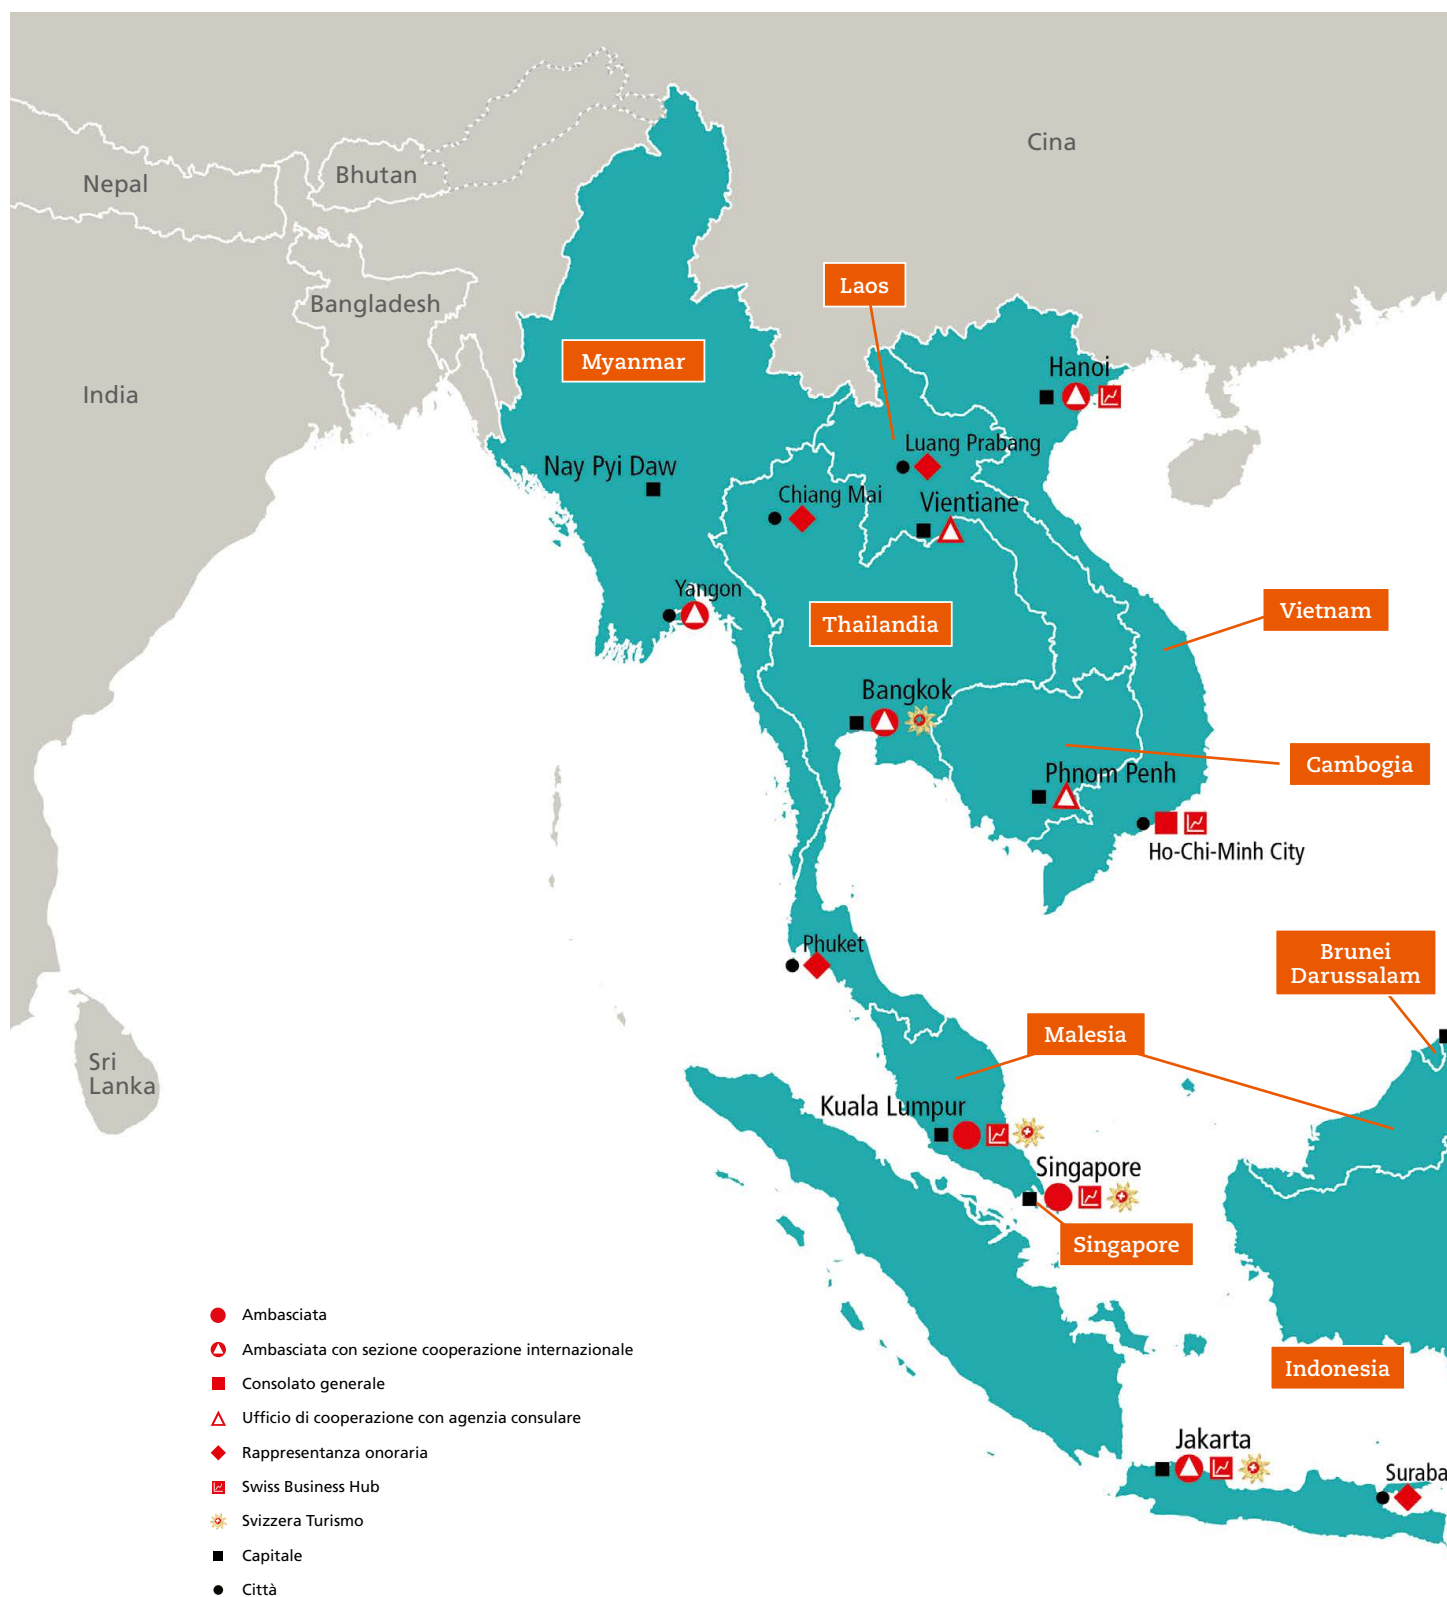 Cina
Nepal
Bhutan
Laos
Bangladesh
Myanmar
Hanoi
India
Luang Prabang
Nay Pyi Daw
Chiang Mai
Vientiane
Yangon
Vietnam
Thailandia
Bangkok
Cambogia
Phnom Penh
Ho-Chi-Minh City
Phuket
Brunei
Darussalam
Malesia
Sri
Lanka
Kuala Lumpur
Singapore
Singapore
Ambasciata
Ambasciata con sezione cooperazione internazionale
Indonesia
Consolato generale
Ufficio di cooperazione con agenzia consulare
Jakarta
Rappresentanza onoraria
Suraba
Swiss Business Hub
Svizzera Turismo
Capitale
Città